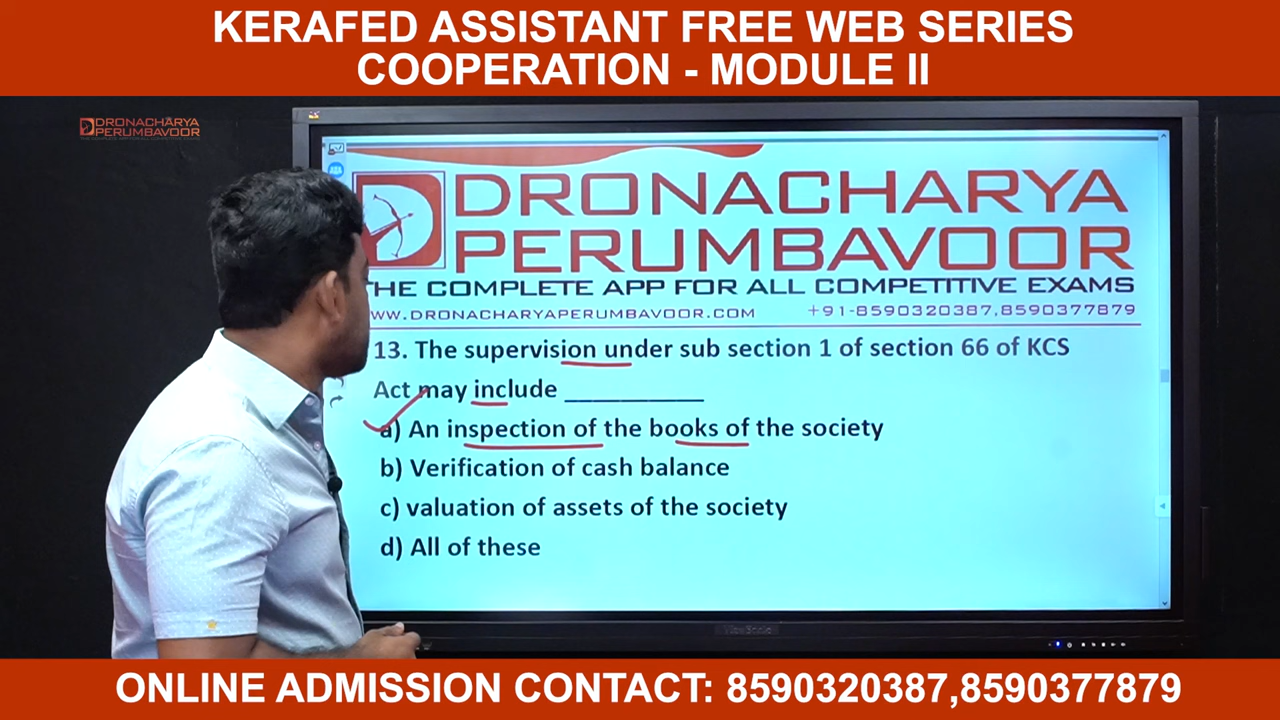 KERAFED ASSISTANT FREE WEB SERIES
COOPERATION - MODULE II
DRONACHARYA
PERUMBAVOOR
DRONACHARYA
PERUMBAVOOR
THE COMPLETE APP FOR ALL COMPETITIVE EXAMS
WWW.DRONACHARYAPERUMBAVOOR.COM +91-8590320387,8590377879
13. The supervision under sub section 1 of section 66 of KCS
Act may include __________
a) An inspection of the books of the society
b) Verification of cash balance
c) valuation of assets of the society
d) All of these
ViewSonic
ONLINE ADMISSION CONTACT: 8590320387,8590377879